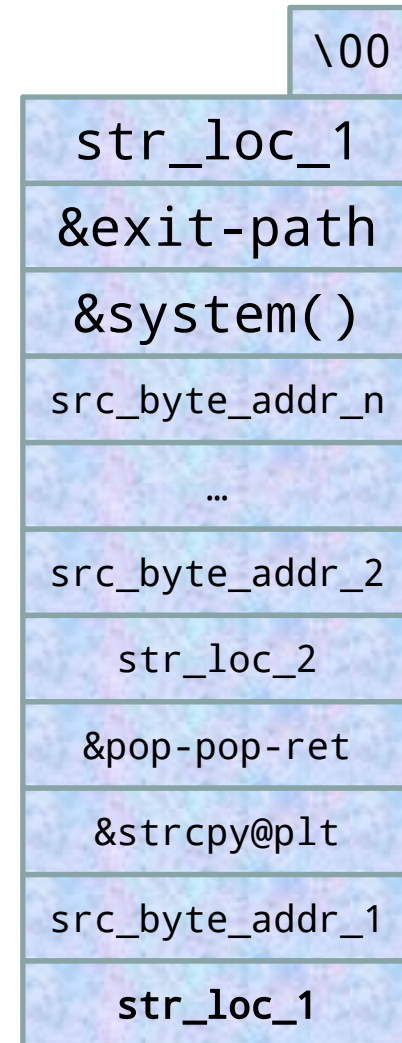 \00
str_loc_1
&exit-path
&system()
src_byte_addr_n
…
src_byte_addr_2
str_loc_2
&pop-pop-ret
&strcpy@plt
src_byte_addr_1
str_loc_1